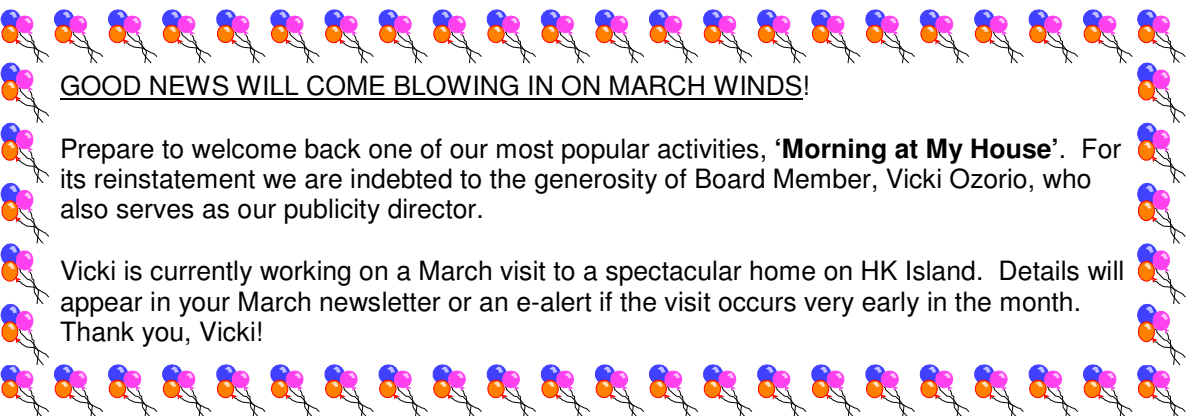 GOOD NEWS WILL COME BLOWING IN ON MARCH WINDS!
Prepare to welcome back one of our most popular activities, ‘Morning at My House’.  For
its reinstatement we are indebted to the generosity of Board Member, Vicki Ozorio, who
also serves as our publicity director.
Vicki is currently working on a March visit to a spectacular home on HK Island.  Details will
appear in your March newsletter or an e-alert if the visit occurs very early in the month.
Thank you, Vicki!